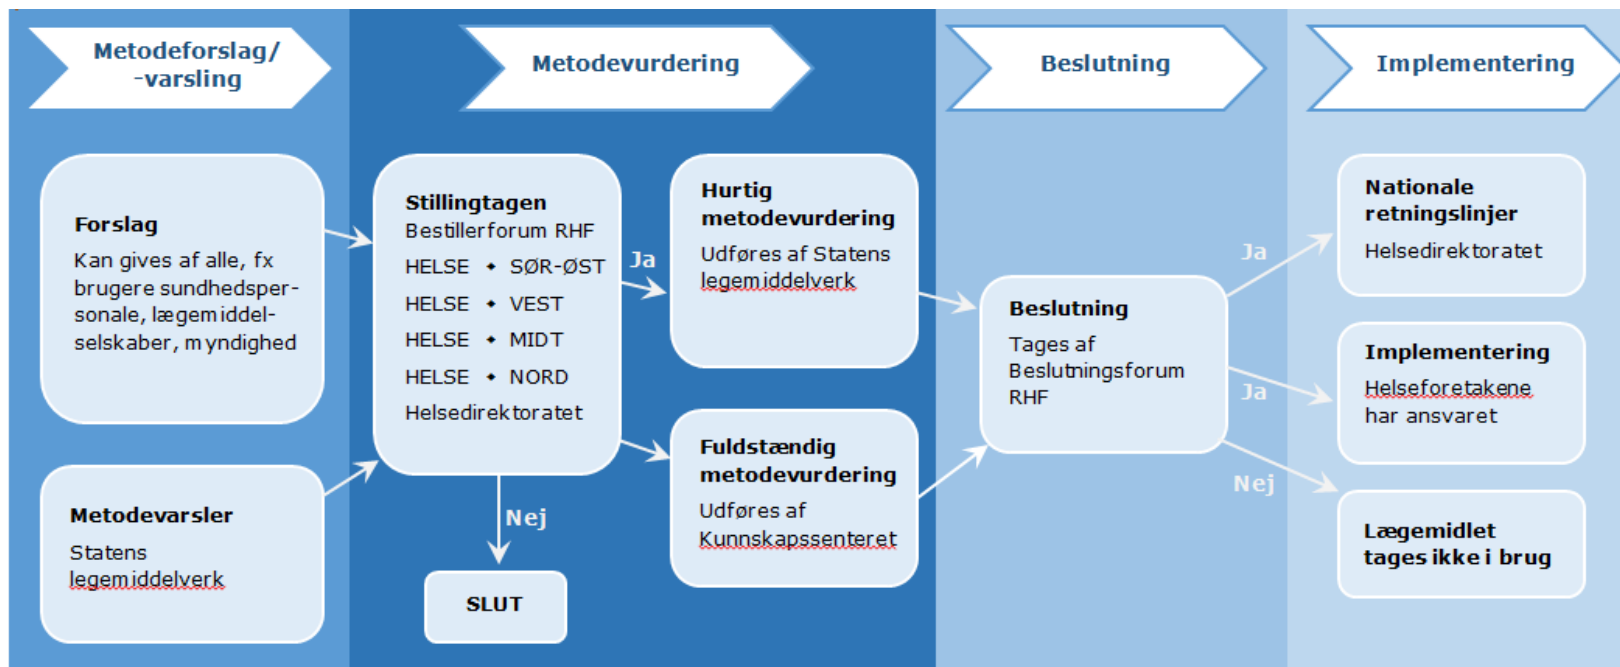 Metodeforslag/
-varsling
Metodevurdering
Beslutning
Implementering
Forslag
Kan gives af alle, fx
brugere sundhedsper-
sonale, lægemiddel-
selskaber, myndighed
Metodevarsler
Statens
legemiddelverk
Stillingtagen
Bestillerforum RHF
HELSE • SØR-ØST
HELSE • VEST
HELSE • MIDT
HELSE • NORD
Helsedirektoratet
Ja
Nej
SLUT
Hurtig
metodevurdering
Udføres af Statens
legemiddelverk
Fuldstændig
metodevurdering
Udføres af
Kunnskapssenteret
Beslutning
Tages af
Beslutningsforum
RHF
Ja
Ja
Nej
Nationale
retningslinjer
Helsedirektoratet
Implementering
Helseforetakene
har ansvaret
Lægemidlet
tages ikke i brug